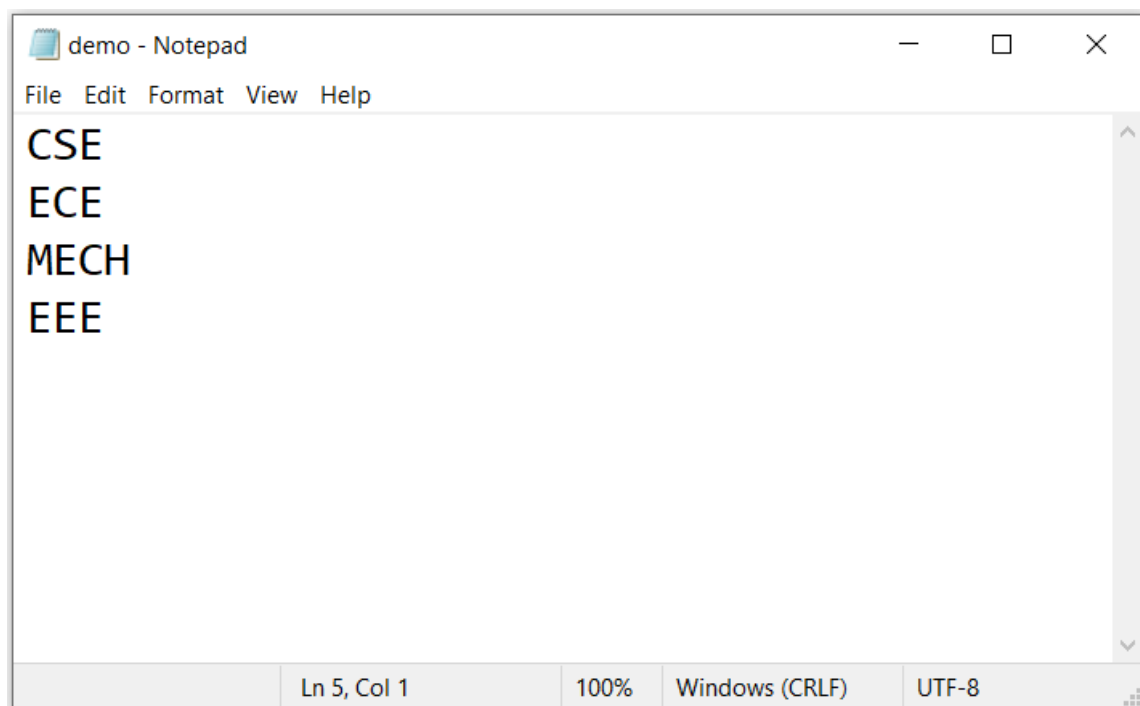 demo - Notepad
File Edit Format View Help
CSE
ECE
MECH
EEE
Ln 5, Col 1 100% Windows (CRLF) UTF-8